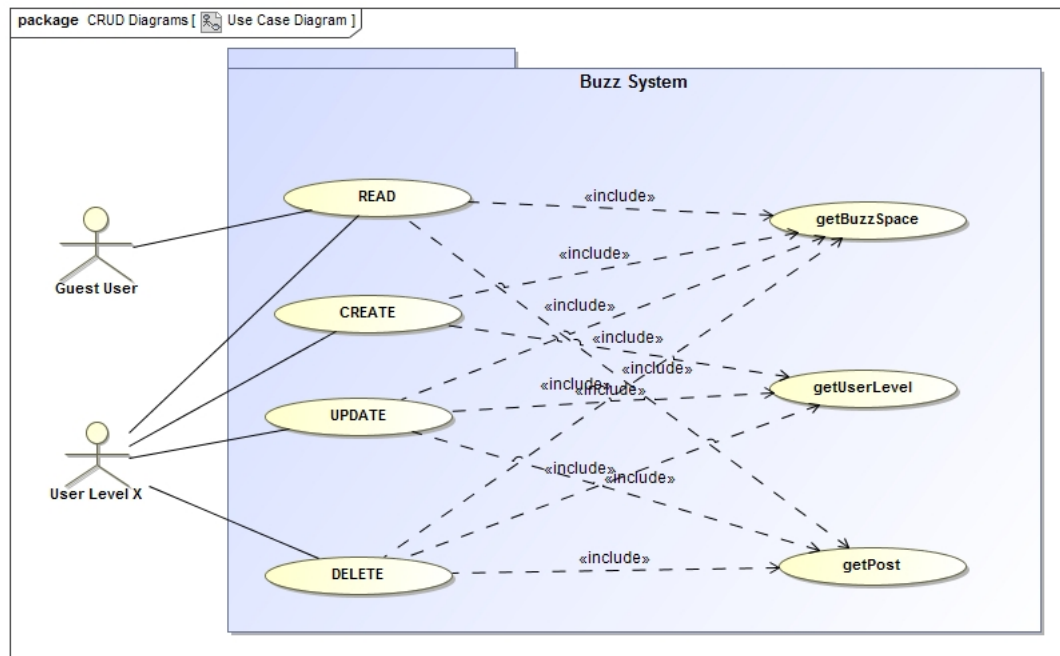 package CRUD Diagrams [ Use Case Diagram ]
Buzz System
READ
«include»
getBuzzSpace
Guest User
«include»
CREATE
«include»
«include»
«include»
getUserLevel
«include»
«include»
UPDATE
User Level X
«include»
«include»
«include»
getPost
DELETE